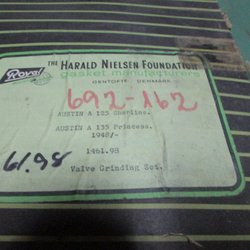 THE HARALD NIELSEN FOUNDATION
Royal
gasket manufacturers
GENTOFTE - DENMARK
692-162
AUSTIN A 125 Sheerline.
AUSTIN A 135 Princess.
1948/-
61.98
1461.98
Valve Grinding Set.